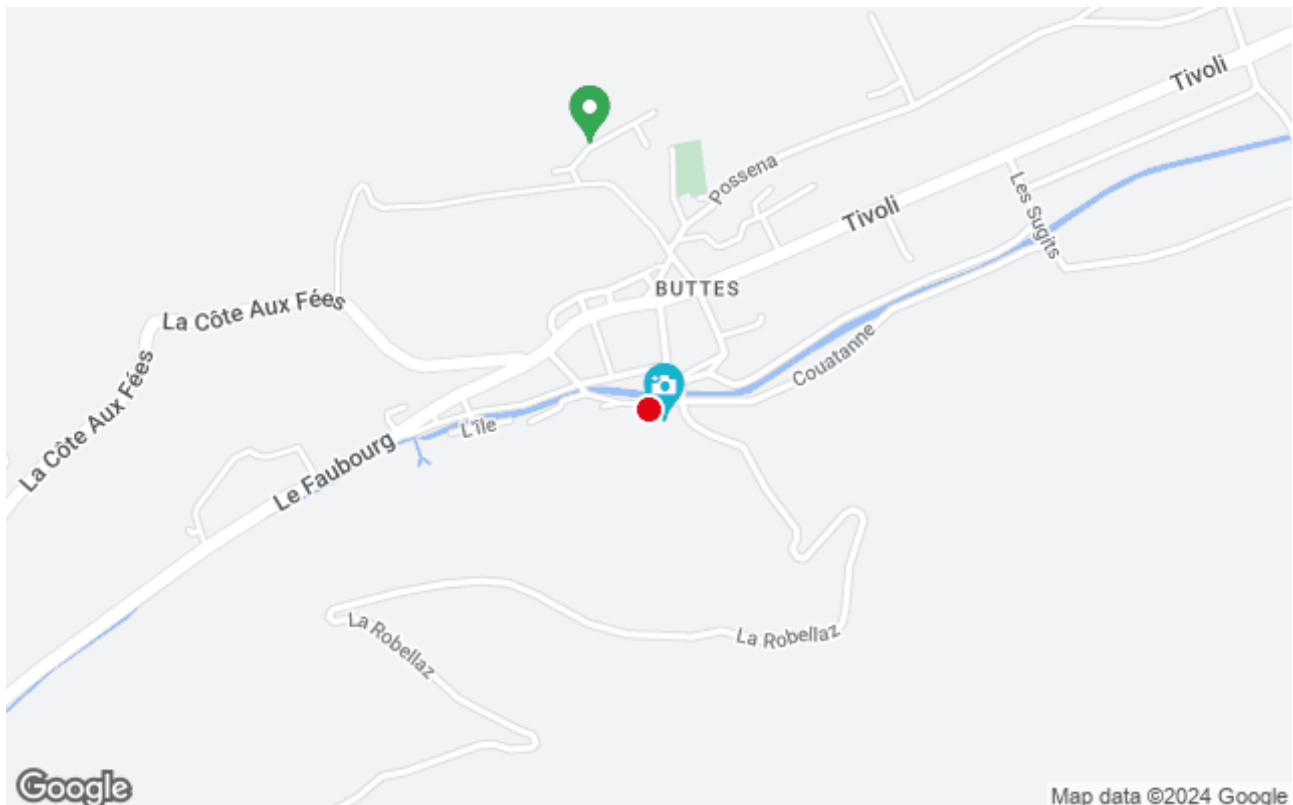 Tivoli
Possena
Les Sugits
Tivoli
BUTTES
La Côte Aux Fées
Couatanne
La Côte Aux Fées
L'île
Le Faubourg
La Robellaz
La Robellaz
Google
Map data ©2024 Google